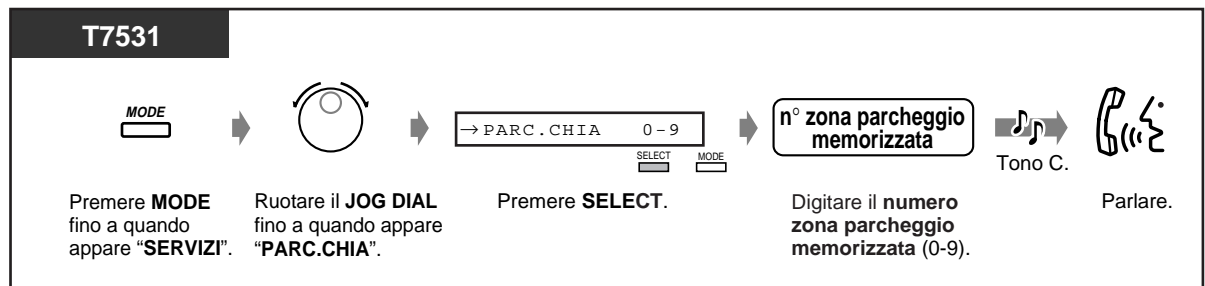 T7531
MODE
→PARC.CHIA 0-9
SELECT MODE
n° zona parcheggio
memorizzata
Tono C.
Premere MODE
fino a quando
appare “SERVIZI”.
Ruotare il JOG DIAL
fino a quando appare
“PARC.CHIA”.
Premere SELECT.
Digitare il numero
zona parcheggio
memorizzata (0-9).
Parlare.